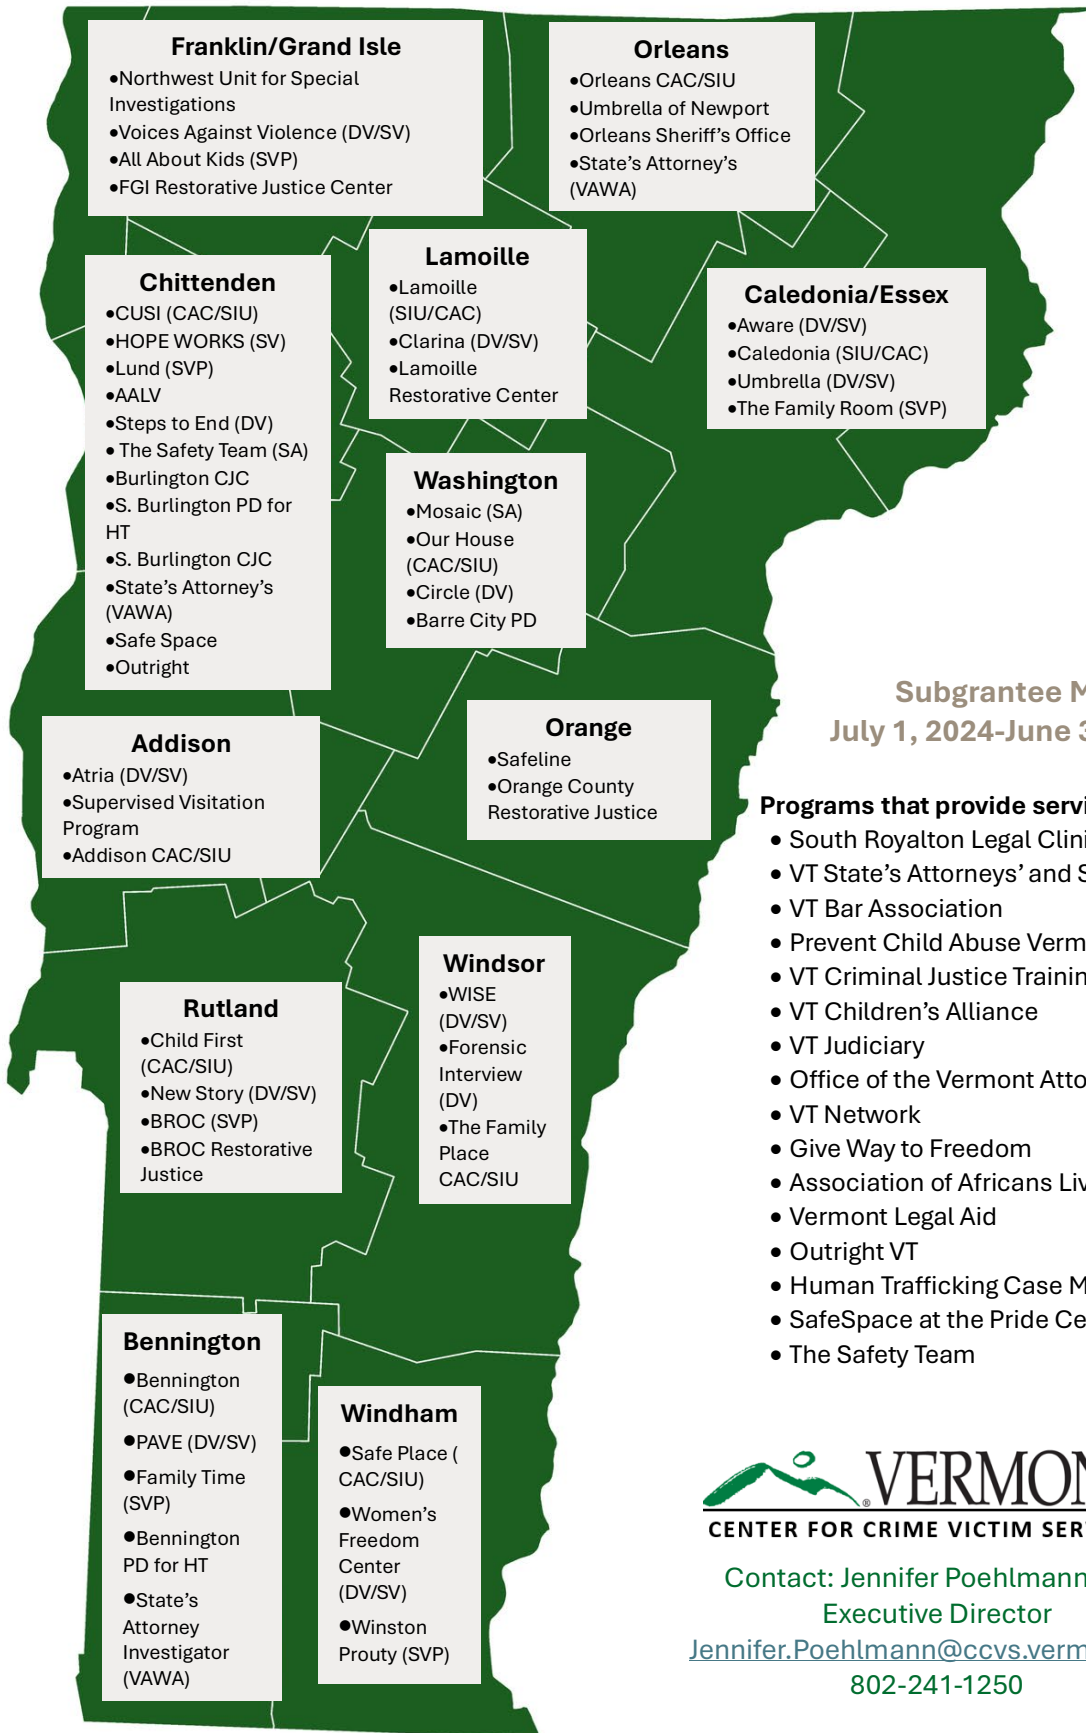 Franklin/Grand Isle
•Northwest Unit for Special
Investigations
•Voices Against Violence (DV/SV)
•All About Kids (SVP)
•FGI Restorative Justice Center
Orleans
•Orleans CAC/SIU
•Umbrella of Newport
•Orleans Sheriff’s Office
•State’s Attorney’s
(VAWA)
Lamoille
•Lamoille
(SIU/CAC)
•Clarina (DV/SV)
•Lamoille
Restorative Center
Chittenden
•CUSI (CAC/SIU)
•HOPE WORKS (SV)
•Lund (SVP)
•AALV
•Steps to End (DV)
• The Safety Team (SA)
•Burlington CJC
•S. Burlington PD for
HT
•S. Burlington CJC
•State’s Attorney’s
(VAWA)
•Safe Space
•Outright
Caledonia/Essex
•Aware (DV/SV)
•Caledonia (SIU/CAC)
•Umbrella (DV/SV)
•The Family Room (SVP)
Washington
•Mosaic (SA)
•Our House
(CAC/SIU)
•Circle (DV)
•Barre City PD
Addison
•Atria (DV/SV)
•Supervised Visitation
Program
•Addison CAC/SIU
Orange
•Safeline
•Orange County
Restorative Justice
Rutland
•Child First
(CAC/SIU)
•New Story (DV/SV)
•BROC (SVP)
•BROC Restorative
Justice
Windsor
•WISE
(DV/SV)
•Forensic
Interview
(DV)
•The Family
Place
CAC/SIU
Bennington
•Bennington
(CAC/SIU)
•PAVE (DV/SV)
•Family Time
(SVP)
•Bennington
PD for HT
•State’s
Attorney
Investigator
(VAWA)
Windham
•Safe Place (
CAC/SIU)
•Women’s
Freedom
Center
(DV/SV)
•Winston
Prouty (SVP)
Subgrantee
July 1, 2024-June
Programs that provide
• South Royalton Legal
• VT State’s Attorneys’ and
• VT Bar Association
• Prevent Child Abuse
• VT Criminal Justice
• VT Children’s Alliance
• VT Judiciary
• Office of the Vermont
• VT Network
• Give Way to Freedom
• Association of Africans
• Vermont Legal Aid
• Outright VT
• Human Trafficking Case
• SafeSpace at the Pride
• The Safety Team
VERMON
®
CENTER FOR CRIME VICTIM
Contact: Jennifer Poehlmann
Executive Director
Jennifer.Poehlmann@ccvs.verm
802-241-1250